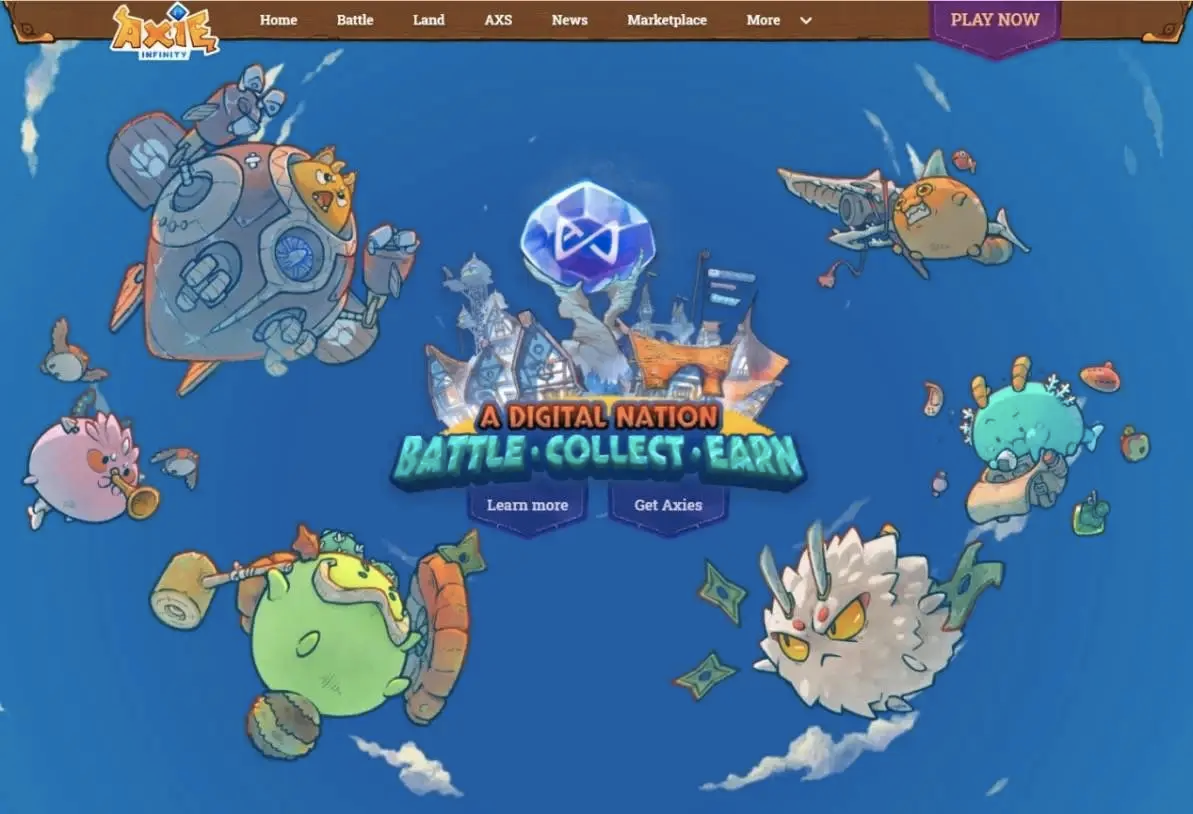 AXIE
INFINITY
Home Battle Land AXS News Marketplace More
PLAY NOW
A DIGITAL NATION
BATTLE · COLLECT · EARN
Learn more Get Axies